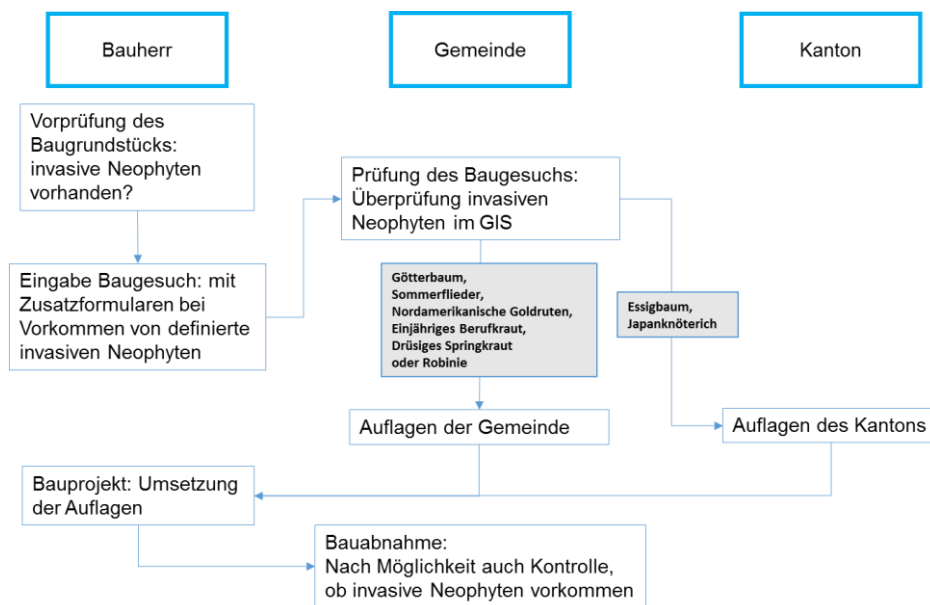 Bauherr
Gemeinde
Kanton
Vorprüfung des
Baugrundstücks:
invasive Neophyten
vorhanden?
Prüfung des Baugesuchs:
Überprüfung invasiven
Neophyten im GIS
Eingabe Baugesuch: mit
Zusatzformularen bei
Vorkommen von definierte
invasiven Neophyten
Götterbaum,
Sommerflieder,
Nordamerikanische Goldruten,
Einjähriges Berufkraut,
Drüsiges Springkraut
oder Robinie
Essigbaum,
Japanknöterich
Auflagen der Gemeinde
Auflagen des Kantons
Bauprojekt: Umsetzung
der Auflagen
Bauabnahme:
Nach Möglichkeit auch Kontrolle,
ob invasive Neophyten vorkommen